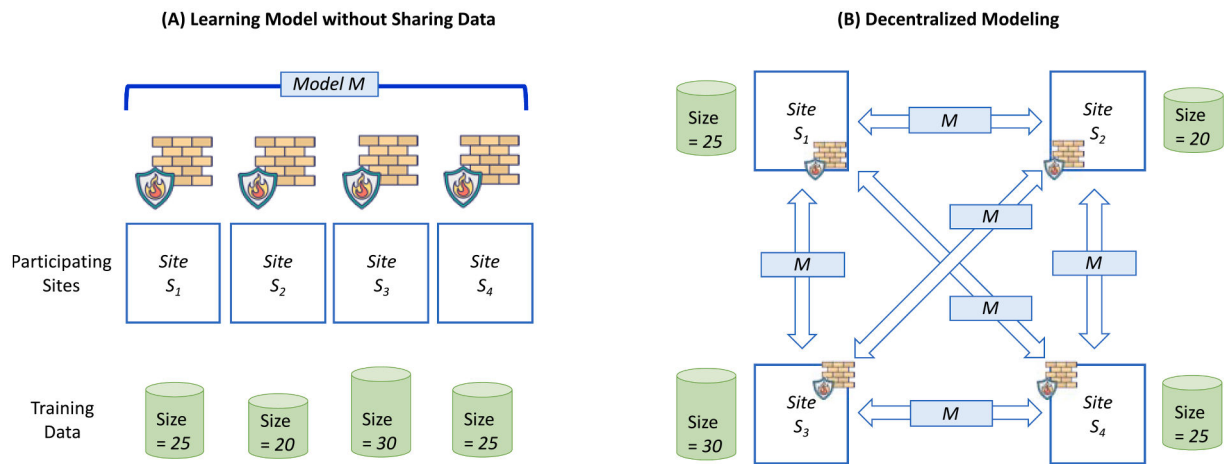 (A) Learning Model without Sharing Data
Model M
Participating
Sites
Site
S1
Site
S2
Site
S3
Site
S4
Training
Data
Size
= 25
Size
= 20
Size
= 30
Size
= 25
(B) Decentralized Modeling
Size
= 25
Site
S1
M
Site
S2
Size
= 20
M
M
M
M
Size
= 30
Site
S3
M
Site
S4
Size
= 25